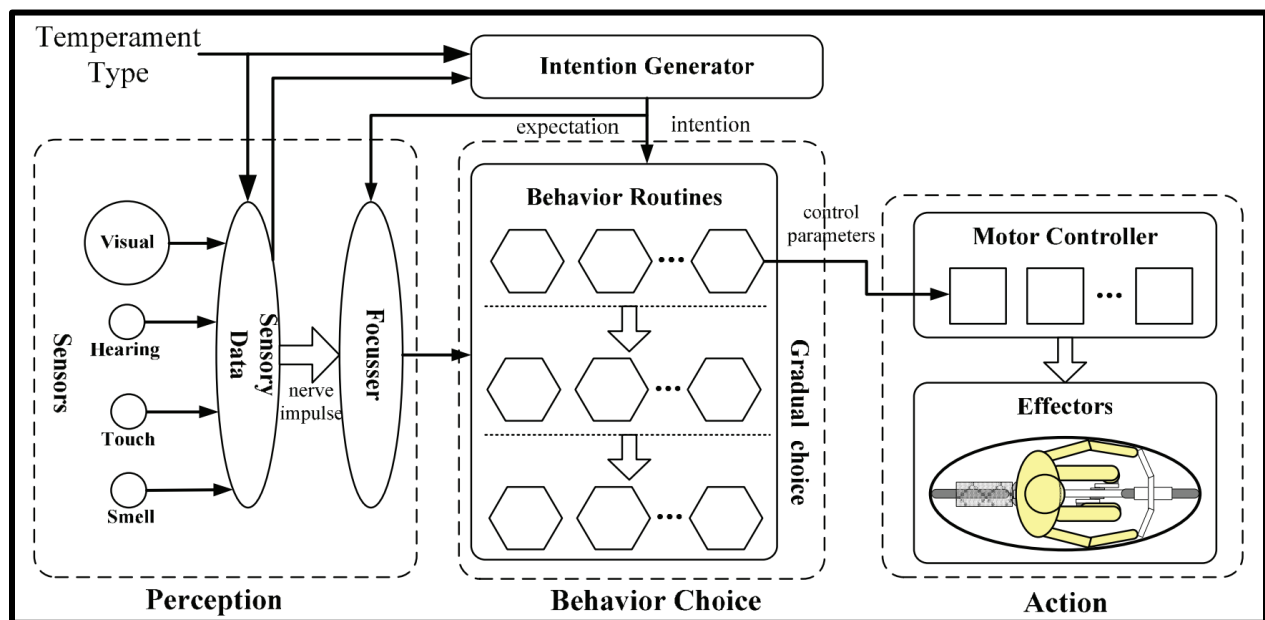 Temperament
Type
Intention Generator
expectation
intention
Sensors
Visual
Hearing
Touch
Smell
Sensory
Data
nerve
impulse
Focusser
Perception
Behavior Routines
...
...
...
Gradual choice
Behavior Choice
control
parameters
Motor Controller
...
Effectors
Action